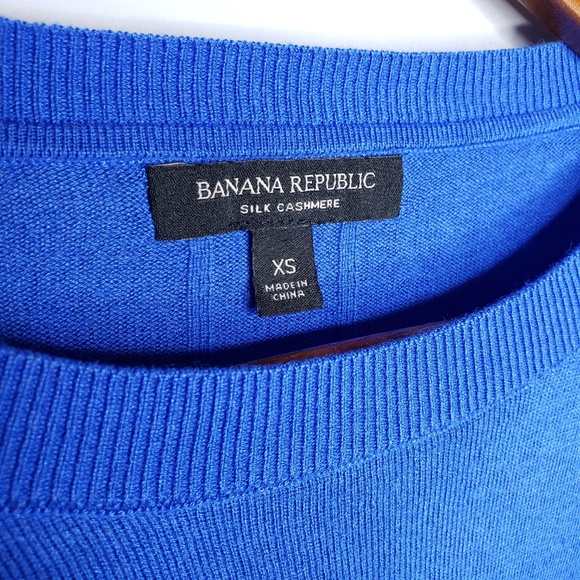 BANANA REPUBLIC
SILK CASHMERE
XS
MADE IN
CHINA